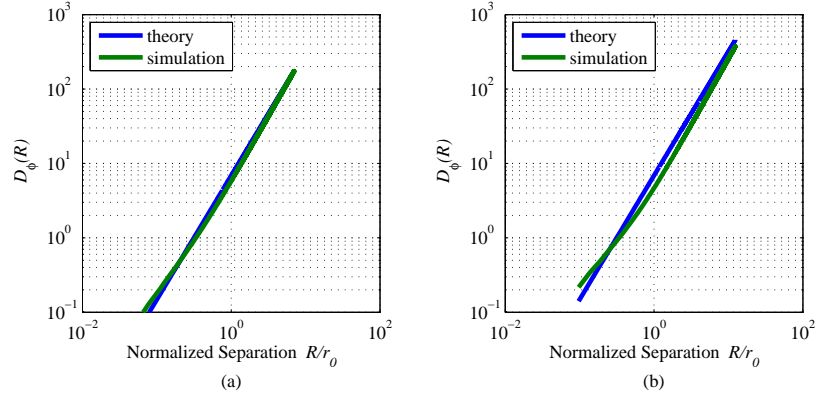 10^3
10^2
10^1
10^0
10^-1
D_ϕ(R)
theory
simulation
10^-2
10^0
10^2
Normalized Separation R/r_0
(a)
10^3
10^2
10^1
10^0
10^-1
D_ϕ(R)
theory
simulation
10^-2
10^0
10^2
Normalized Separation R/r_0
(b)